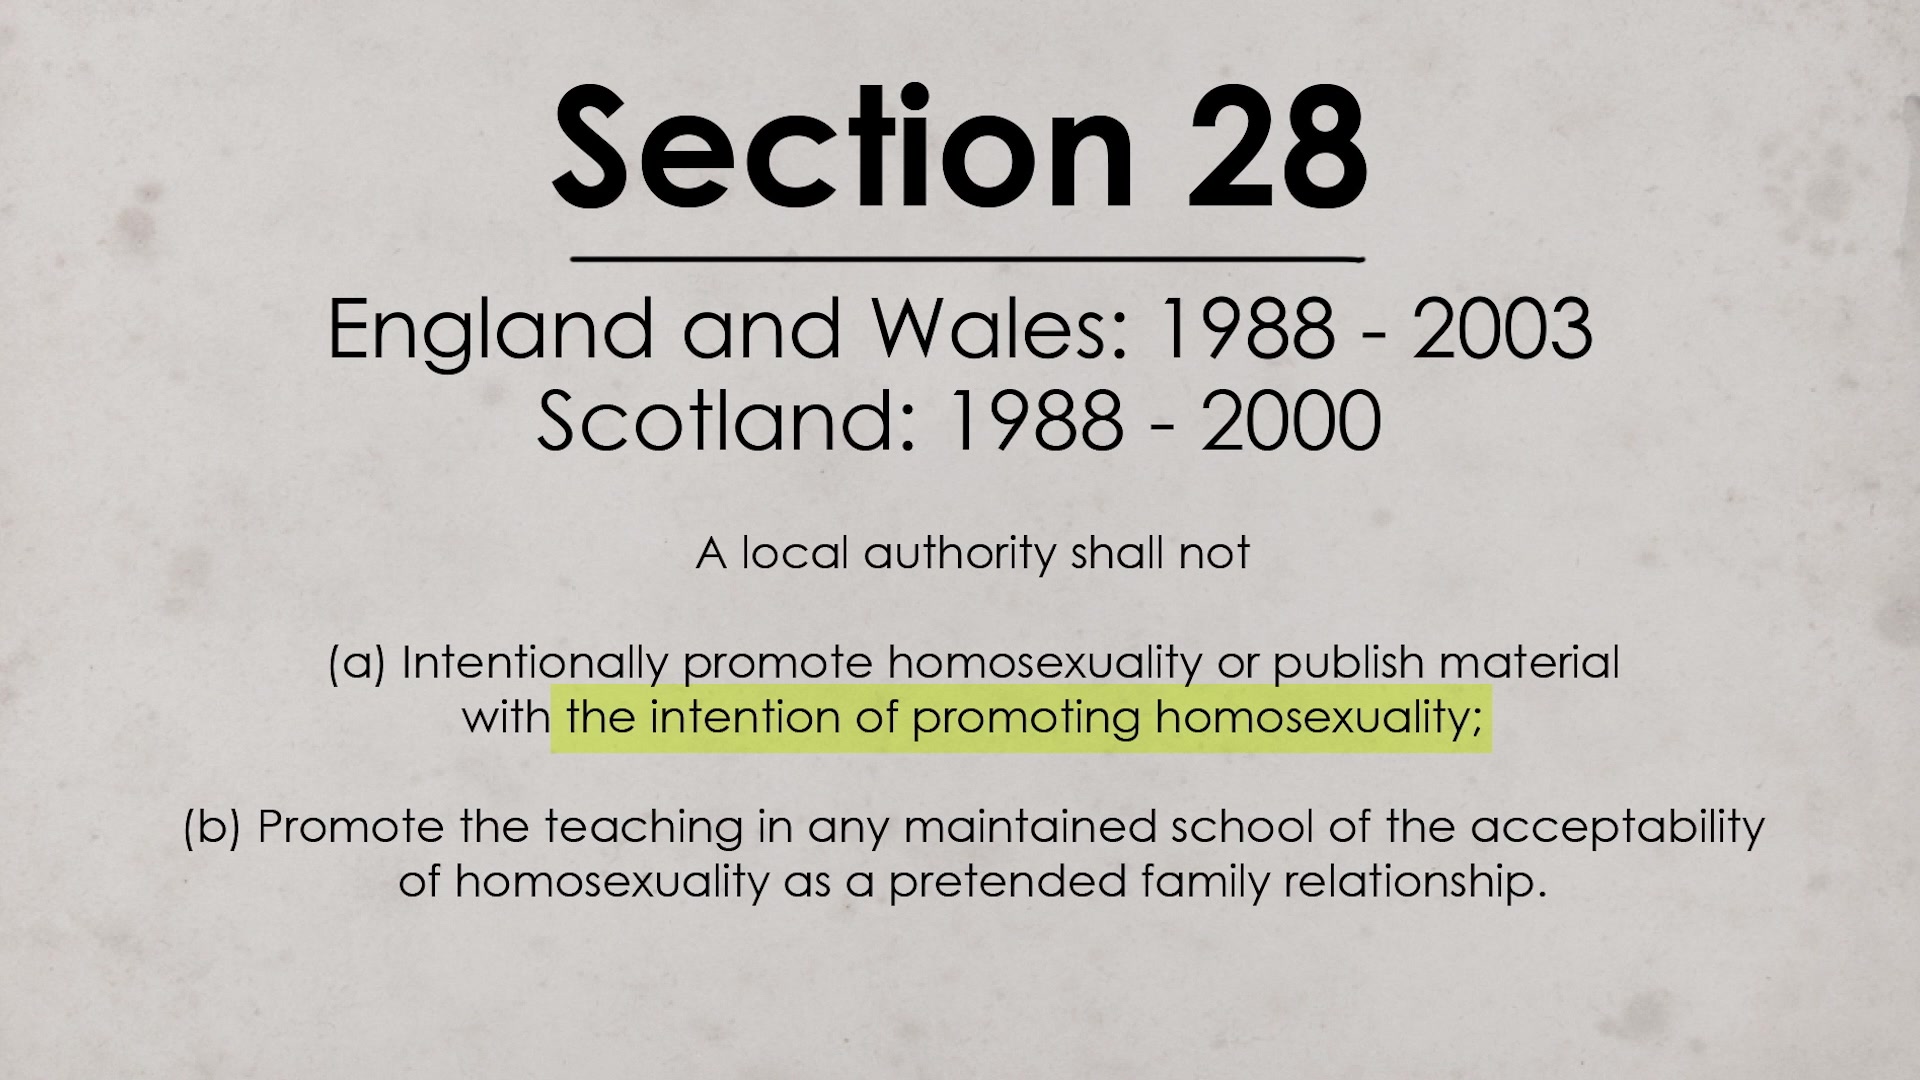 Section 28
England and Wales: 1988 - 2003
Scotland: 1988 - 2000
A local authority shall not
(a) Intentionally promote homosexuality or publish material
with the intention of promoting homosexuality;
(b) Promote the teaching in any maintained school of the acceptability
of homosexuality as a pretended family relationship.